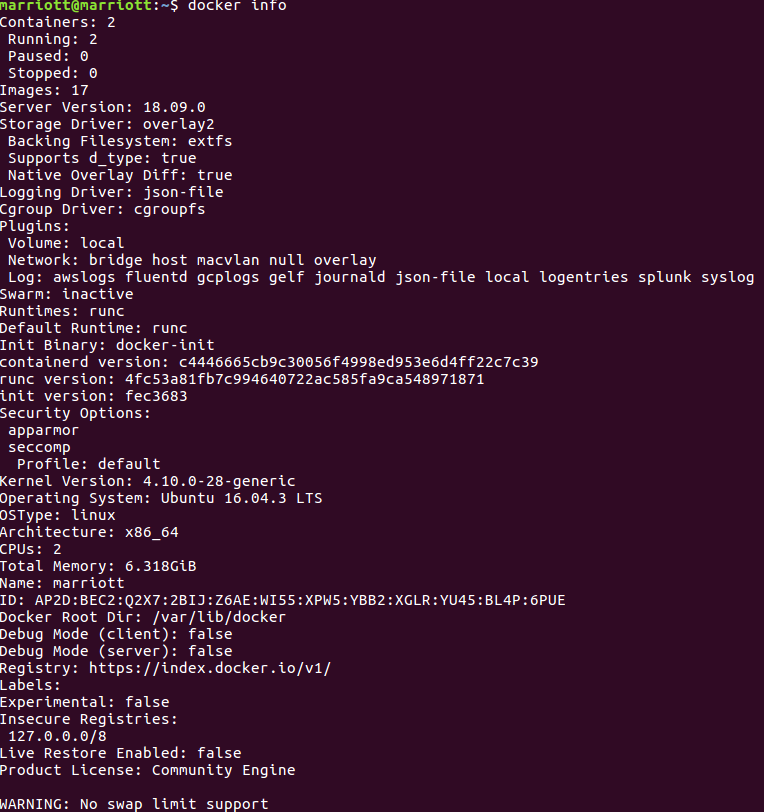 marriott@marriott:~$ docker info
Containers: 2
 Running: 2
 Paused: 0
 Stopped: 0
Images: 17
Server Version: 18.09.0
Storage Driver: overlay2
 Backing Filesystem: extfs
 Supports d_type: true
 Native Overlay Diff: true
Logging Driver: json-file
Cgroup Driver: cgroupfs
Plugins:
 Volume: local
 Network: bridge host macvlan null overlay
 Log: awslogs fluentd gcplogs gelf journald json-file local logentries splunk syslog
Swarm: inactive
Runtimes: runc
Default Runtime: runc
Init Binary: docker-init
containerd version: c4446665cb9c30056f4998ed953e6d4ff22c7c39
runc version: 4fc53a81fb7c994640722ac585fa9ca548971871
init version: fec3683
Security Options:
 apparmor
 seccomp
  Profile: default
Kernel Version: 4.10.0-28-generic
Operating System: Ubuntu 16.04.3 LTS
OSType: linux
Architecture: x86_64
CPUs: 2
Total Memory: 6.318GiB
Name: marriott
ID: AP2D:BEC2:Q2X7:2BIJ:Z6AE:WI55:XPW5:YBB2:XGLR:YU45:BL4P:6PUE
Docker Root Dir: /var/lib/docker
Debug Mode (client): false
Debug Mode (server): false
Registry: https://index.docker.io/v1/
Labels:
Experimental: false
Insecure Registries:
 127.0.0.0/8
Live Restore Enabled: false
Product License: Community Engine

WARNING: No swap limit support